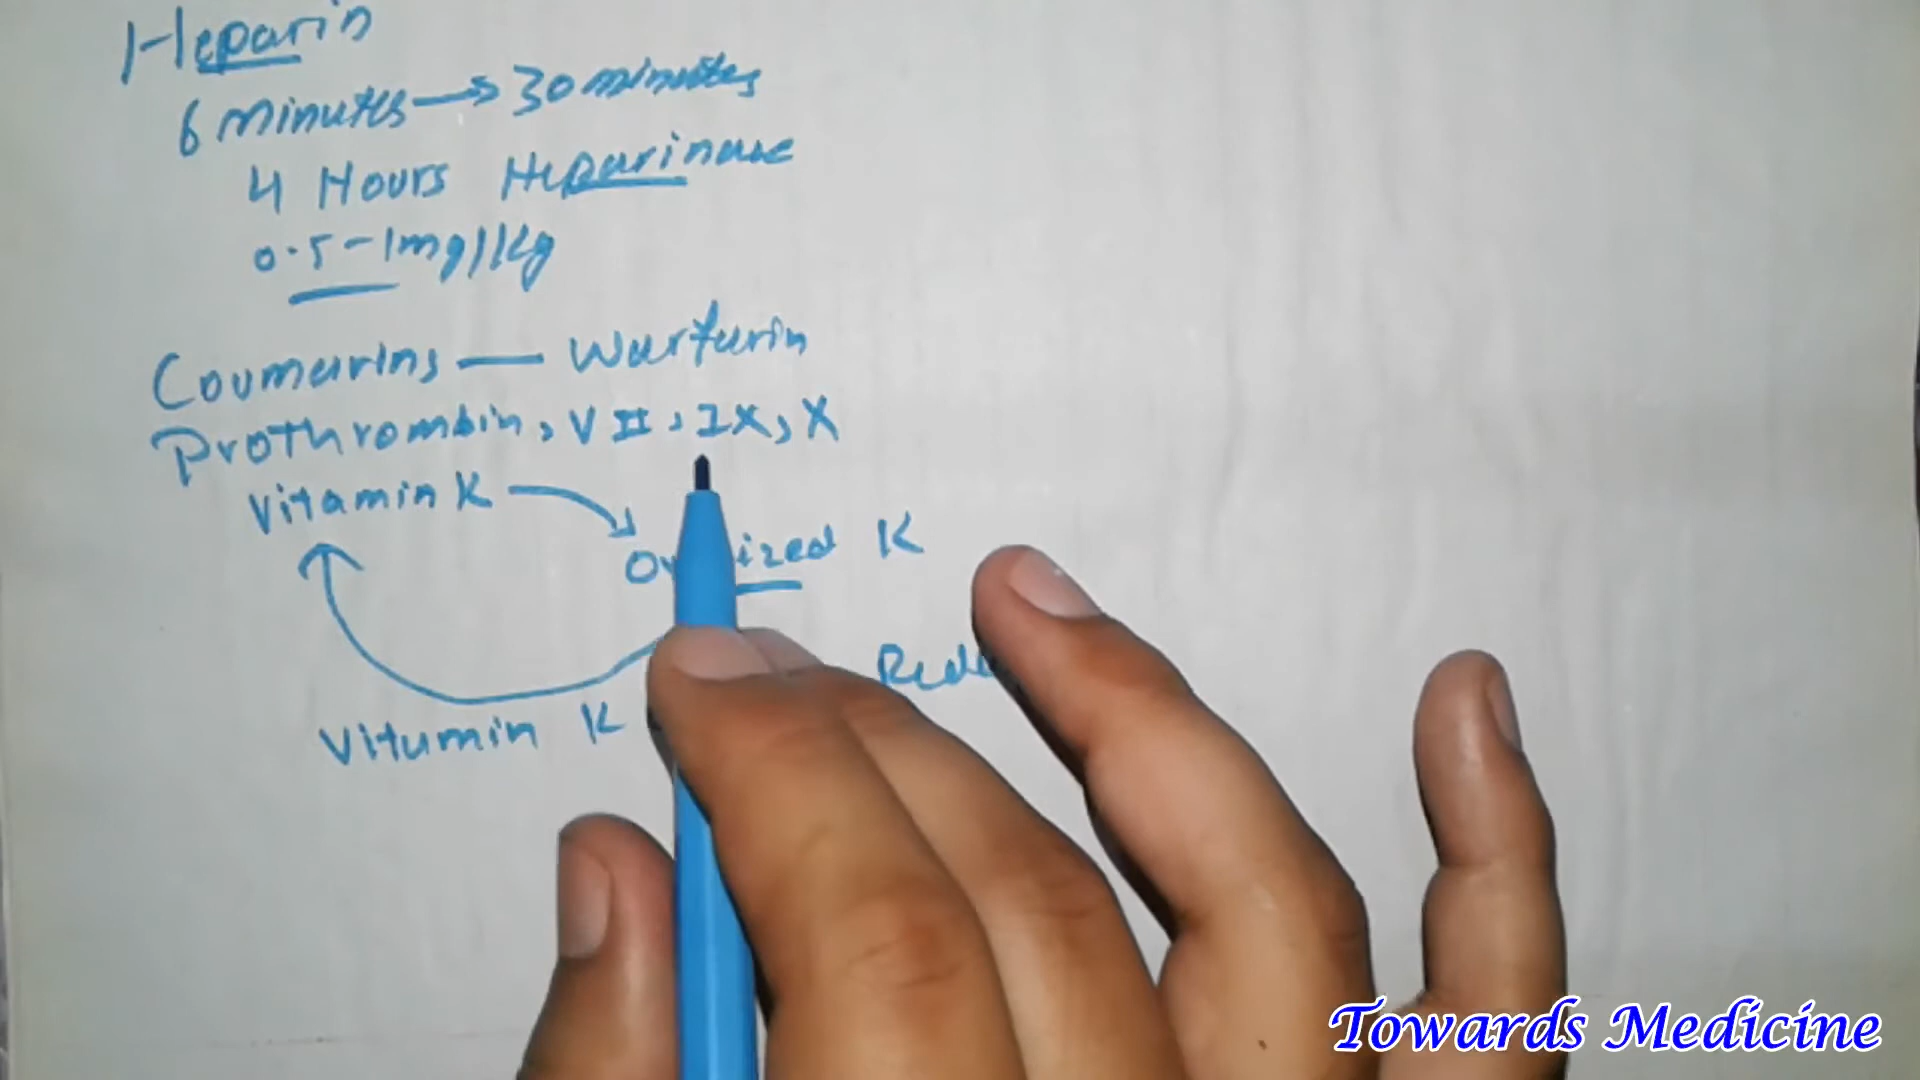 Heparin
6 minutes → 30 minutes
4 Hours Heparinase
0.5-1mg/Kg
Coumarins — Warfarin
Prothrombin, VII, IX, X
Vitamin K
K
Vitamin K
Towards Medicine